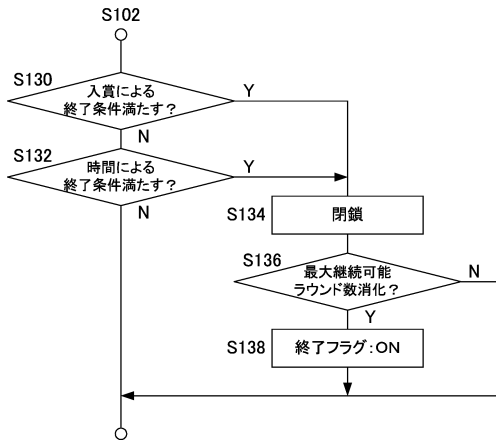 S102
S130
入賞による
終了条件満たす?
Y
N
S132
時間による
終了条件満たす?
Y
N
S134
閉鎖
S136
最大継続可能
ラウンド数消化?
N
Y
S138
終了フラグ:ON